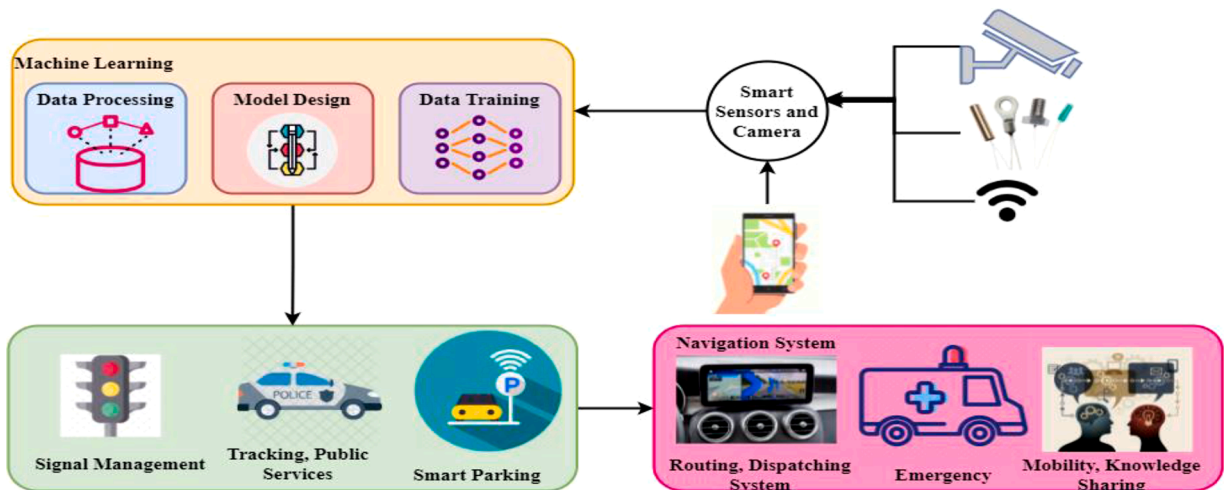 Machine Learning
Data Processing
Model Design
Data Training
Smart
Sensors and
Camera
POLICE
P
Signal Management
Tracking, Public
Services
Smart Parking
Navigation System
Routing, Dispatching
System
Emergency
Mobility, Knowledge
Sharing